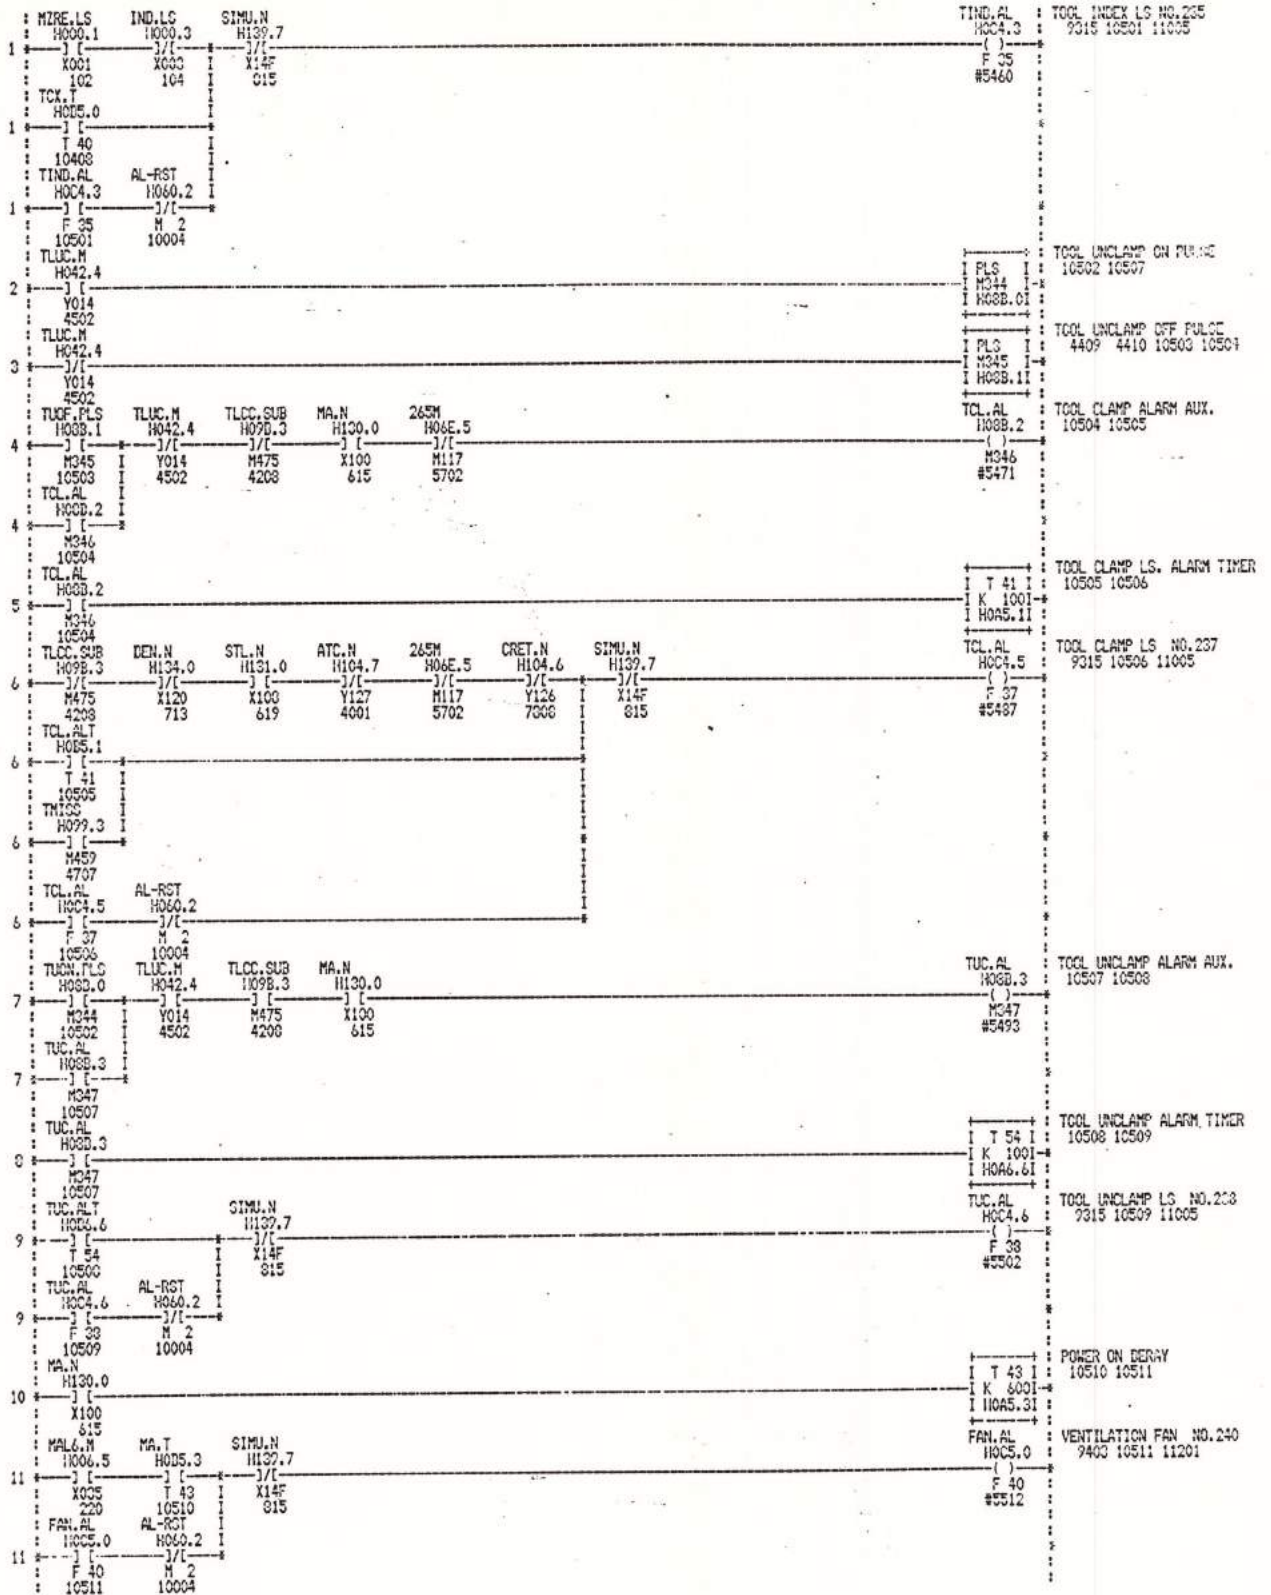 MZRE.LS IND.LS SIMU.N TIND.AL : TOOL INDEX LS NO.235
H000.1 H000.3 H139.7 H0C4.3 9315 10501 11005
1 ] [ ]/[ ]/[ ( )
X001 X003 X14F F 35
102 104 815 #5460
TCX.T
H0D5.0
1 ] [
T 40
10408
TIND.AL AL-RST
H0C4.3 H060.2
1 ] [ ]/[
F 35 M 2
10501 10004
TLUC.M TOOL UNCLAMP ON PULSE
H042.4 PLS 10502 10507
2 ] [ M344
Y014 H08B.0
4502
TLUC.M TOOL UNCLAMP OFF PULSE
H042.4 PLS 4409 4410 10503 10504
3 ]/[ M345
Y014 H08B.1
4502
TUOF.PLS TLUC.M TLCC.SUB MA.N 265M TCL.AL TOOL CLAMP ALARM AUX.
H08B.1 H042.4 H09B.3 H130.0 H06E.5 H08B.2 10504 10505
4 ] [ ]/[ ]/[ ] [ ]/[ ( )
M345 Y014 M475 X100 M117 M346
10503 4502 4208 615 5702 #5471
TCL.AL
H08B.2
4 ] [
M346
10504
TCL.AL TOOL CLAMP LS. ALARM TIMER
H08B.2 T 41 10505 10506
5 ] [ K 100
M346 H0A5.1
10504
TLCC.SUB DEN.N STL.N ATC.N 265M CRET.N SIMU.N TCL.AL TOOL CLAMP LS NO.237
H09B.3 H134.0 H131.0 H104.7 H06E.5 H104.6 H139.7 H0C4.5 9315 10506 11005
6 ]/[ ]/[ ] [ ]/[ ]/[ ]/[ ]/[ ( )
M475 X120 X108 Y127 M117 Y126 X14F F 37
4208 713 619 4001 5702 7308 815 #5487
TCL.ALT
H0D5.1
6 ] [
T 41
10505
TMISS
H099.3
6 ] [
M459
4707
TCL.AL AL-RST
H0C4.5 H060.2
6 ] [ ]/[
F 37 M 2
10506 10004
TUON.PLS TLUC.M TLCC.SUB MA.N TUC.AL TOOL UNCLAMP ALARM AUX.
H08B.0 H042.4 H09B.3 H130.0 H08B.3 10507 10508
7 ] [ ] [ ] [ ] [ ( )
M344 Y014 M475 X100 M347
10502 4502 4208 615 #5493
TUC.AL
H08B.3
7 ] [
M347
10507
TUC.AL TOOL UNCLAMP ALARM TIMER
H08B.3 T 54 10508 10509
8 ] [ K 100
M347 H0A6.6
10507
TUC.ALT SIMU.N TUC.AL TOOL UNCLAMP LS NO.238
H0D6.6 H139.7 H0C4.6 9315 10509 11005
9 ] [ ]/[ ( )
T 54 X14F F 38
10508 815 #5502
TUC.AL AL-RST
H0C4.6 H060.2
9 ] [ ]/[
F 38 M 2
10509 10004
MA.N POWER ON DERAY
H130.0 T 43 10510 10511
10 ] [ K 600
X100 H0A5.3
615
MAL6.M MA.T SIMU.N FAN.AL VENTILATION FAN NO.240
H006.5 H0D5.3 H139.7 H0C5.0 9403 10511 11201
11 ] [ ] [ ]/[ ( )
X035 T 43 X14F F 40
220 10510 815 #5512
FAN.AL AL-RST
H0C5.0 H060.2
11 ] [ ]/[
F 40 M 2
10511 10004